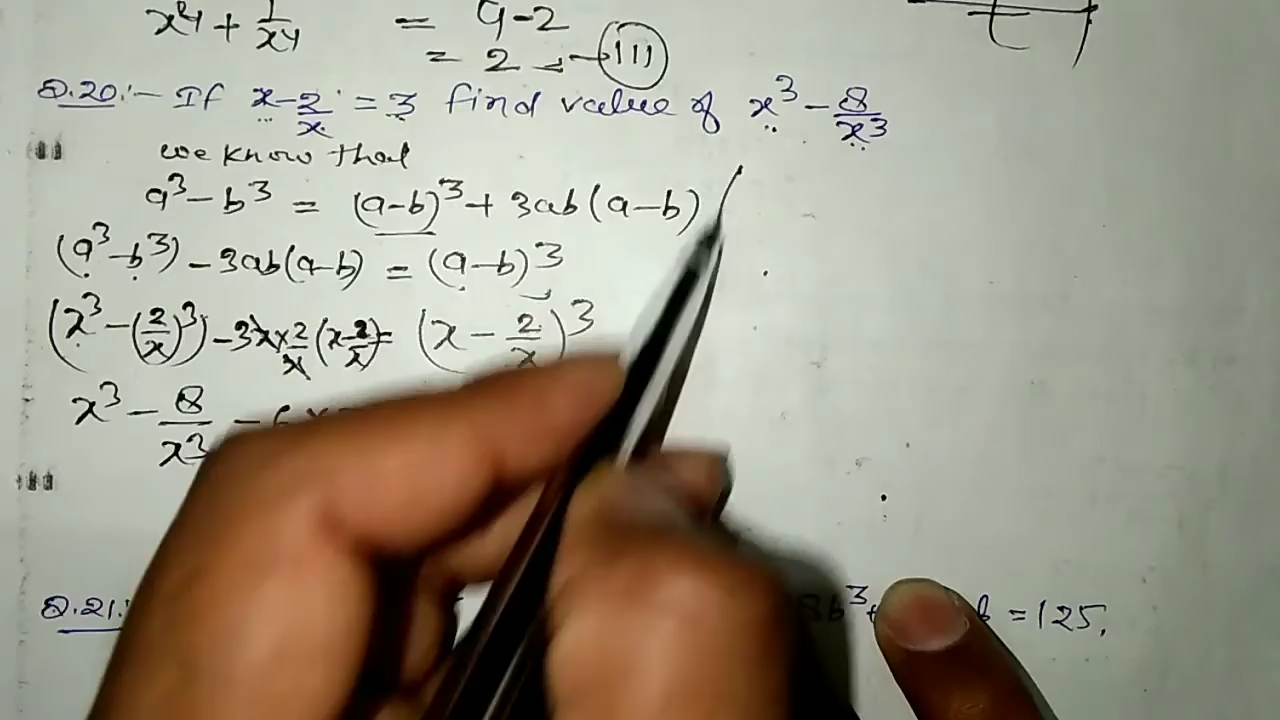 x⁴ + 1/x⁴ = 4-2
= 2 → (III)
Q.20:- If x - 2/x = 3 find value of x³ - 8/x³
we know that
a³ - b³ = (a-b)³ + 3ab(a-b)
(a³-b³) - 3ab(a-b) = (a-b)³
(x³ - (2/x)³) - 3x × 2/x (x - 2/x) = (x - 2/x)³
x³ - 8/x³ -
Q.21: 8b³+ b = 125.